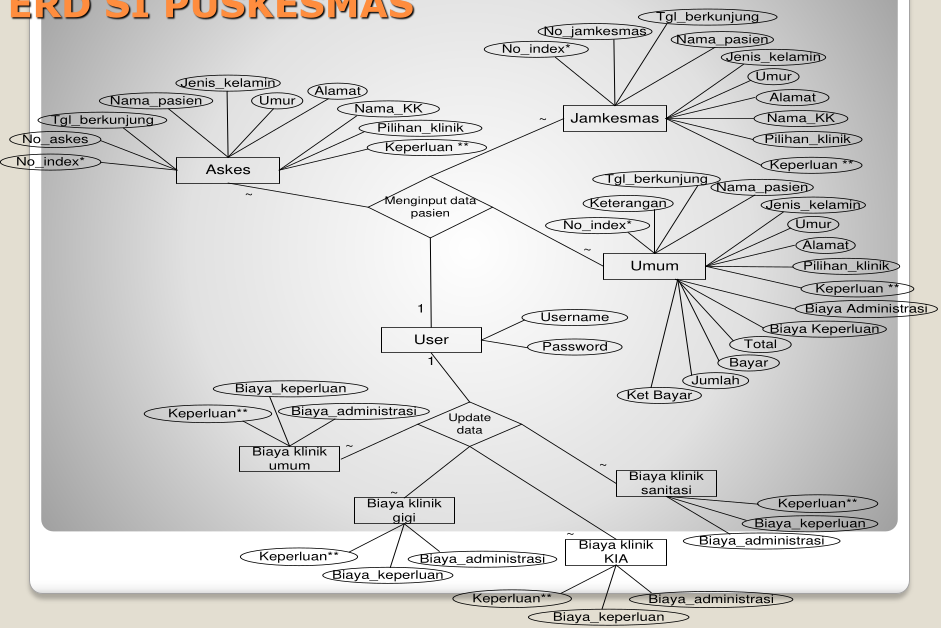 ERD SI PUSKESMAS
Tgl_berkunjung
No_jamkesmas
Nama_pasien
No_index*
Jenis_kelamin
Umur
Alamat
Nama_KK
Pilihan_klinik
Keperluan **
Jamkesmas
~
Jenis_kelamin
Alamat
Nama_pasien
Umur
Nama_KK
Tgl_berkunjung
Pilihan_klinik
No_askes
Keperluan **
No_index*
Askes
~
Menginput data
pasien
Tgl_berkunjung
Nama_pasien
Keterangan
Jenis_kelamin
No_index*
Umur
Alamat
~
Umum
Pilihan_klinik
Keperluan **
Biaya Administrasi
Biaya Keperluan
Total
Bayar
Jumlah
Ket Bayar
1
User
Username
Password
1
Update
data
Biaya_keperluan
Keperluan**
Biaya_administrasi
Biaya klinik
umum
~
~
Biaya klinik
sanitasi
Keperluan**
Biaya_keperluan
Biaya_administrasi
~
Biaya klinik
gigi
Keperluan**
Biaya_administrasi
Biaya_keperluan
~
Biaya klinik
KIA
Keperluan**
Biaya_administrasi
Biaya_keperluan